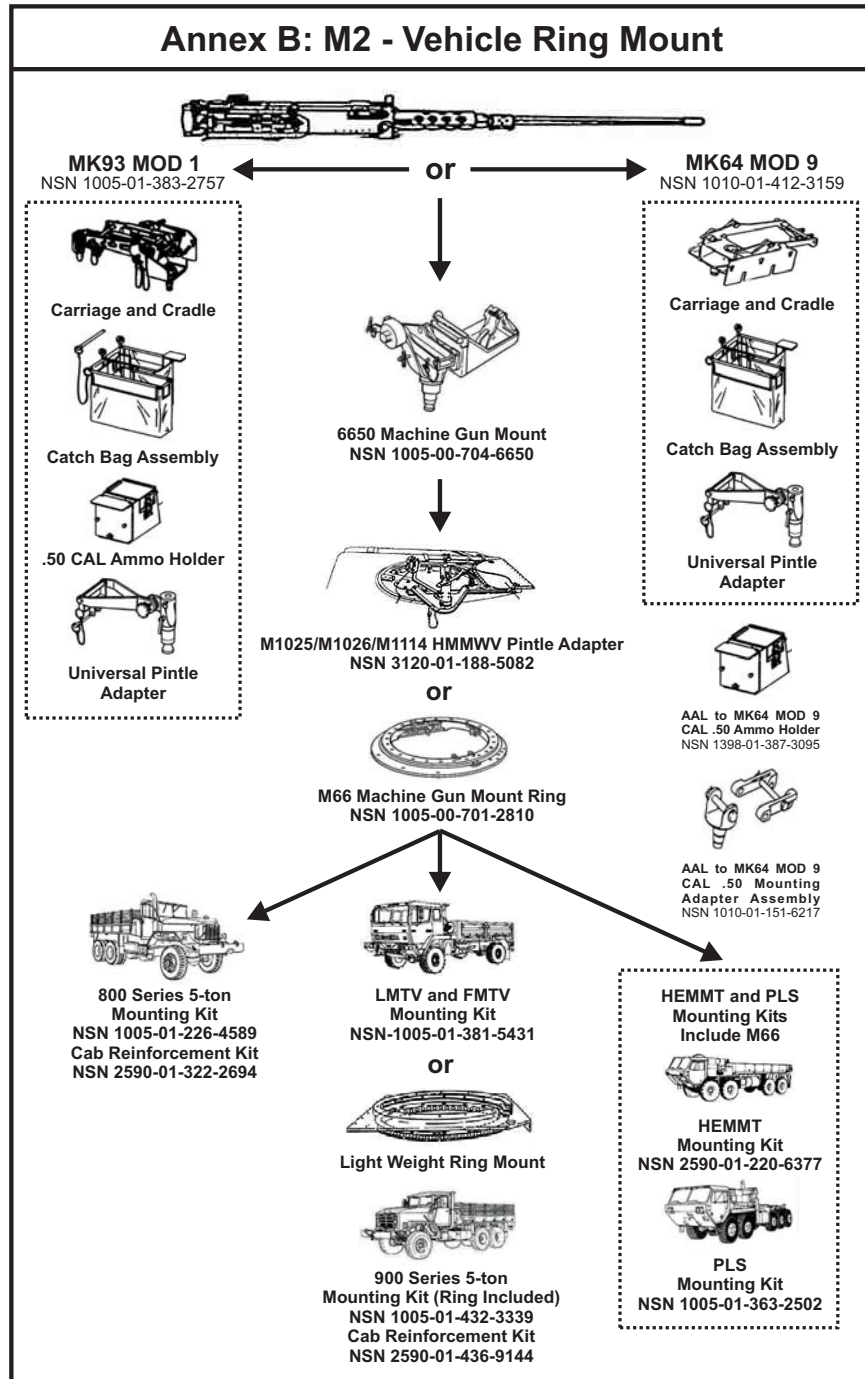 Annex B: M2 - Vehicle Ring Mount
MK93 MOD 1
NSN 1005-01-383-2757
or
MK64 MOD 9
NSN 1010-01-412-3159
Carriage and Cradle
Catch Bag Assembly
.50 CAL Ammo Holder
Universal Pintle
Adapter
6650 Machine Gun Mount
NSN 1005-00-704-6650
M1025/M1026/M1114 HMMWV Pintle Adapter
NSN 3120-01-188-5082
or
M66 Machine Gun Mount Ring
NSN 1005-00-701-2810
Carriage and Cradle
Catch Bag Assembly
Universal Pintle
Adapter
AAL to MK64 MOD 9
CAL .50 Ammo Holder
NSN 1398-01-387-3095
AAL to MK64 MOD 9
CAL .50 Mounting
Adapter Assembly
NSN 1010-01-151-6217
800 Series 5-ton
Mounting Kit
NSN 1005-01-226-4589
Cab Reinforcement Kit
NSN 2590-01-322-2694
LMTV and FMTV
Mounting Kit
NSN-1005-01-381-5431
or
Light Weight Ring Mount
900 Series 5-ton
Mounting Kit (Ring Included)
NSN 1005-01-432-3339
Cab Reinforcement Kit
NSN 2590-01-436-9144
HEMMT and PLS
Mounting Kits
Include M66
HEMMT
Mounting Kit
NSN 2590-01-220-6377
PLS
Mounting Kit
NSN 1005-01-363-2502